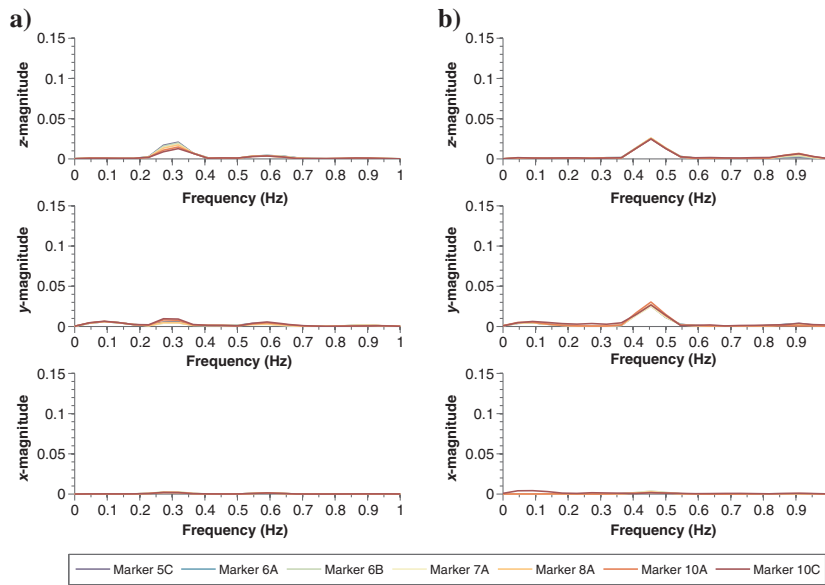 a) b)
0.15 0.15
0.1 0.1
z-magnitude z-magnitude
0.05 0.05
0 0
0 0.1 0.2 0.3 0.4 0.5 0.6 0.7 0.8 0.9 1 0 0.1 0.2 0.3 0.4 0.5 0.6 0.7 0.8 0.9
Frequency (Hz) Frequency (Hz)
0.15 0.15
0.1 0.1
y-magnitude y-magnitude
0.05 0.05
0 0
0 0.1 0.2 0.3 0.4 0.5 0.6 0.7 0.8 0.9 1 0 0.1 0.2 0.3 0.4 0.5 0.6 0.7 0.8 0.9
Frequency (Hz) Frequency (Hz)
0.15 0.15
0.1 0.1
x-magnitude x-magnitude
0.05 0.05
0 0
0 0.1 0.2 0.3 0.4 0.5 0.6 0.7 0.8 0.9 1 0 0.1 0.2 0.3 0.4 0.5 0.6 0.7 0.8 0.9
Frequency (Hz) Frequency (Hz)
Marker 5C Marker 6A Marker 6B Marker 7A Marker 8A Marker 10A Marker 10C